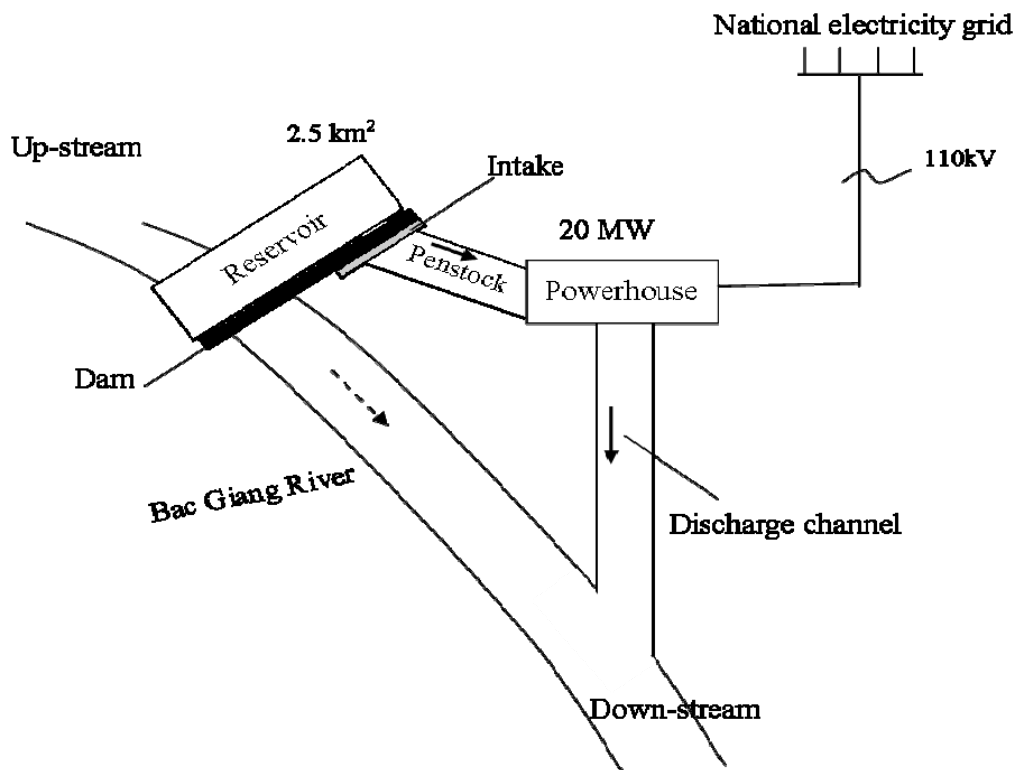 National electricity grid
2.5 km²
Up-stream
Intake
110kV
Reservoir
20 MW
Penstock
Powerhouse
Dam
Bac Giang River
Discharge channel
Down-stream